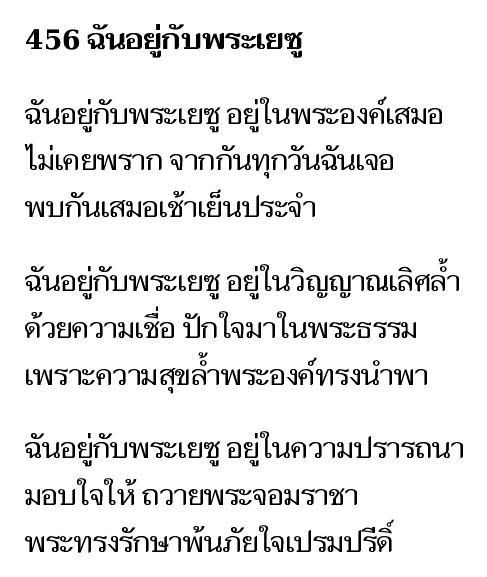 456 ฉันอยู่กับพระเยซู
ฉันอยู่กับพระเยซู อยู่ในพระองค์เสมอ
ไม่เคยพราก จากกันทุกวันฉันเจอ
พบกันเสมอเช้าเย็นประจำ
ฉันอยู่กับพระเยซู อยู่ในวิญญาณเลิศล้ำ
ด้วยความเชื่อ ปักใจมาในพระธรรม
เพราะความสุขล้ำพระองค์ทรงนำพา
ฉันอยู่กับพระเยซู อยู่ในความปรารถนา
มอบใจให้ ถวายพระจอมราชา
พระทรงรักษาพ้นภัยใจเปรมปรีดิ์